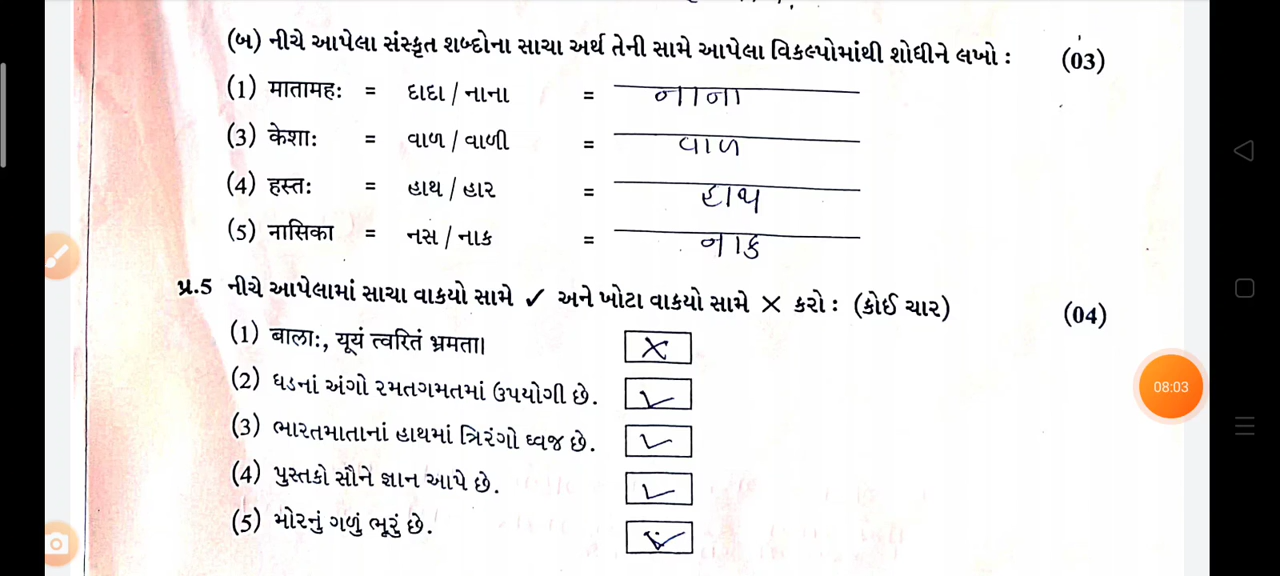 (બ) નીચે આપેલા સંસ્કૃત શબ્દોના સાચા અર્થ તેની સામે આપેલા વિકલ્પોમાંથી શોધીને લખો : (03)
(1) मातामहः = દાદા / નાના = નાના
(3) केशाः = વાળ / વાળી = વાળ
(4) हस्तः = હાથ / હાર = હાથ
(5) नासिका = નસ / નાક = નાક
પ્ર.5 નીચે આપેલામાં સાચા વાકયો સામે ✓ અને ખોટા વાકયો સામે ✕ કરો : (કોઈ ચાર) (04)
(1) बालाः, यूयं त्वरितं भ्रमता। ✕
(2) ધડનાં અંગો રમતગમતમાં ઉપયોગી છે. ✓
(3) ભારતમાતાનાં હાથમાં ત્રિરંગો ધ્વજ છે. ✓
(4) પુસ્તકો સૌને જ્ઞાન આપે છે. ✓
(5) મોરનું ગળું ભૂરું છે. ✓
08:03